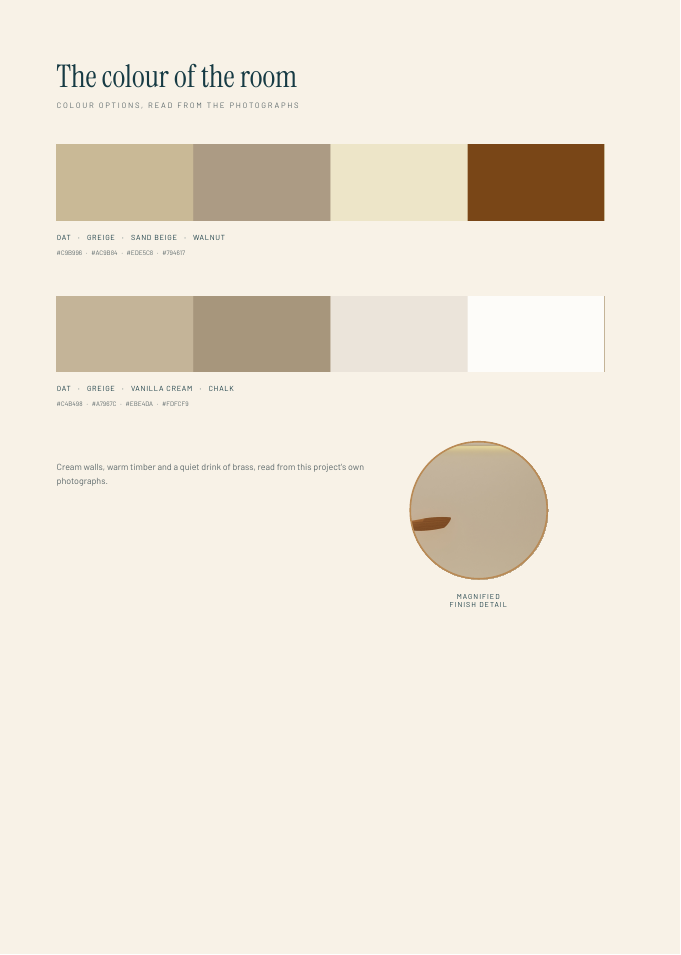 The colour of the room
COLOUR OPTIONS, READ FROM THE PHOTOGRAPHS
OAT · GREIGE · SAND BEIGE · WALNUT
#C9B996 · #AC9B84 · #EDE5C8 · #794617
OAT · GREIGE · VANILLA CREAM · CHALK
#C4B498 · #A7967C · #EBE4DA · #FDFCF9
Cream walls, warm timber and a quiet drink of brass, read from this project's own
photographs.
MAGNIFIED
FINISH DETAIL